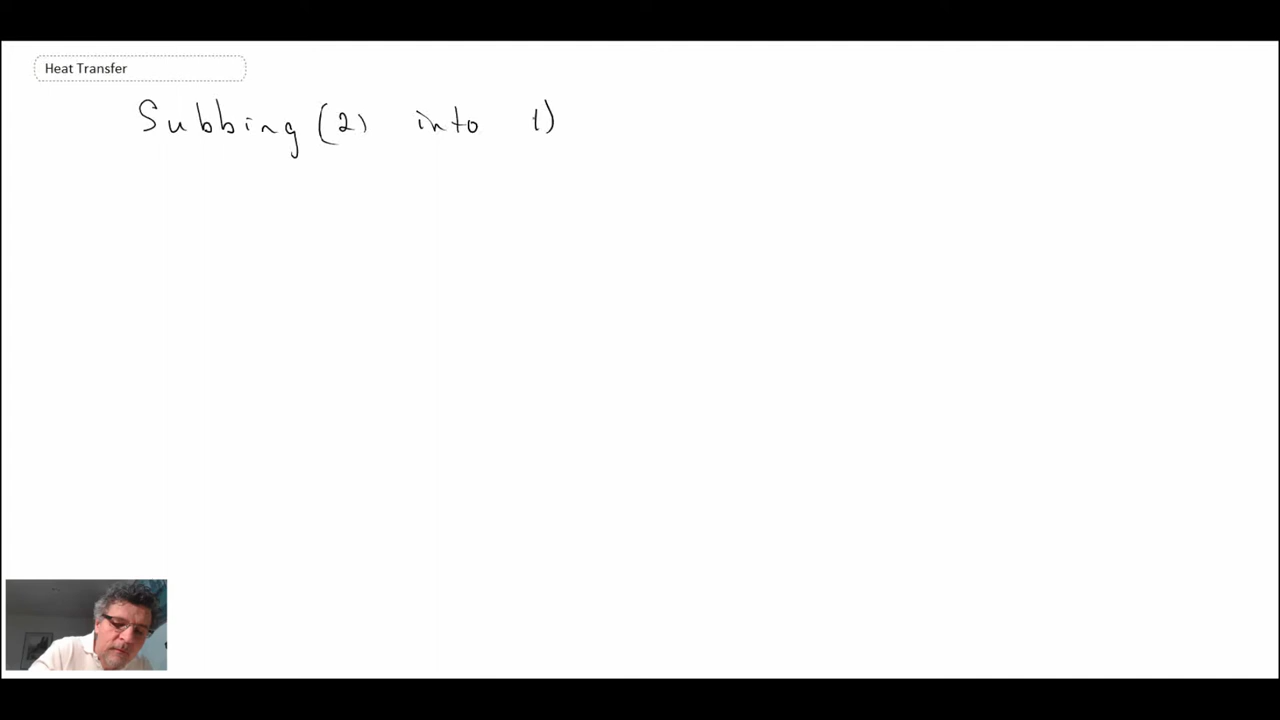 Heat Transfer
Subbing (2) into 1)